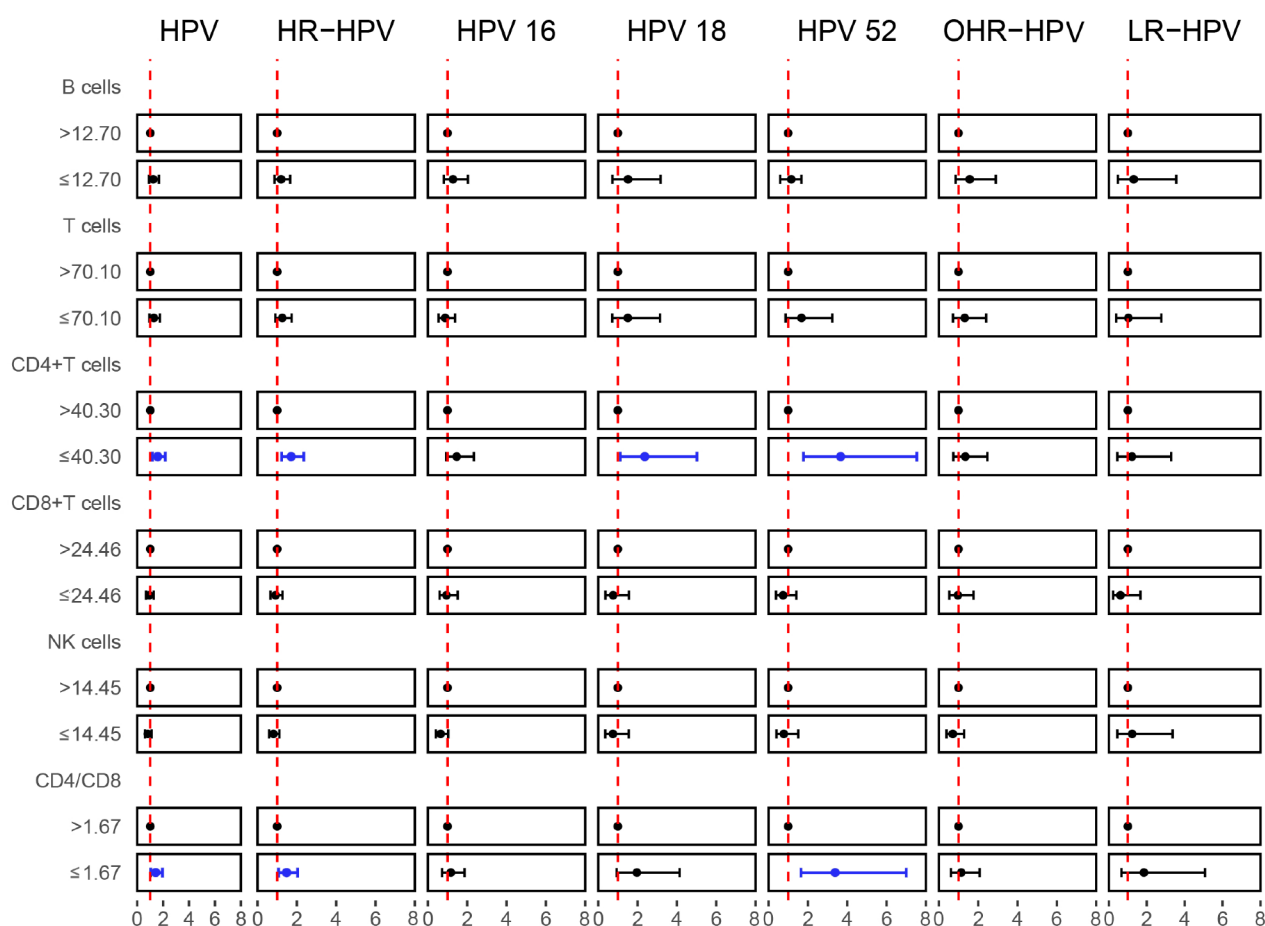 HPV HR−HPV HPV 16 HPV 18 HPV 52 OHR−HPV LR−HPV
B cells
>12.70
≤12.70
T cells
>70.10
≤70.10
CD4+T cells
>40.30
≤40.30
CD8+T cells
>24.46
≤24.46
NK cells
>14.45
≤14.45
CD4/CD8
>1.67
≤1.67
0 2 4 6 8 0 2 4 6 8 0 2 4 6 8 0 2 4 6 8 0 2 4 6 8 0 2 4 6 8 0 2 4 6 8